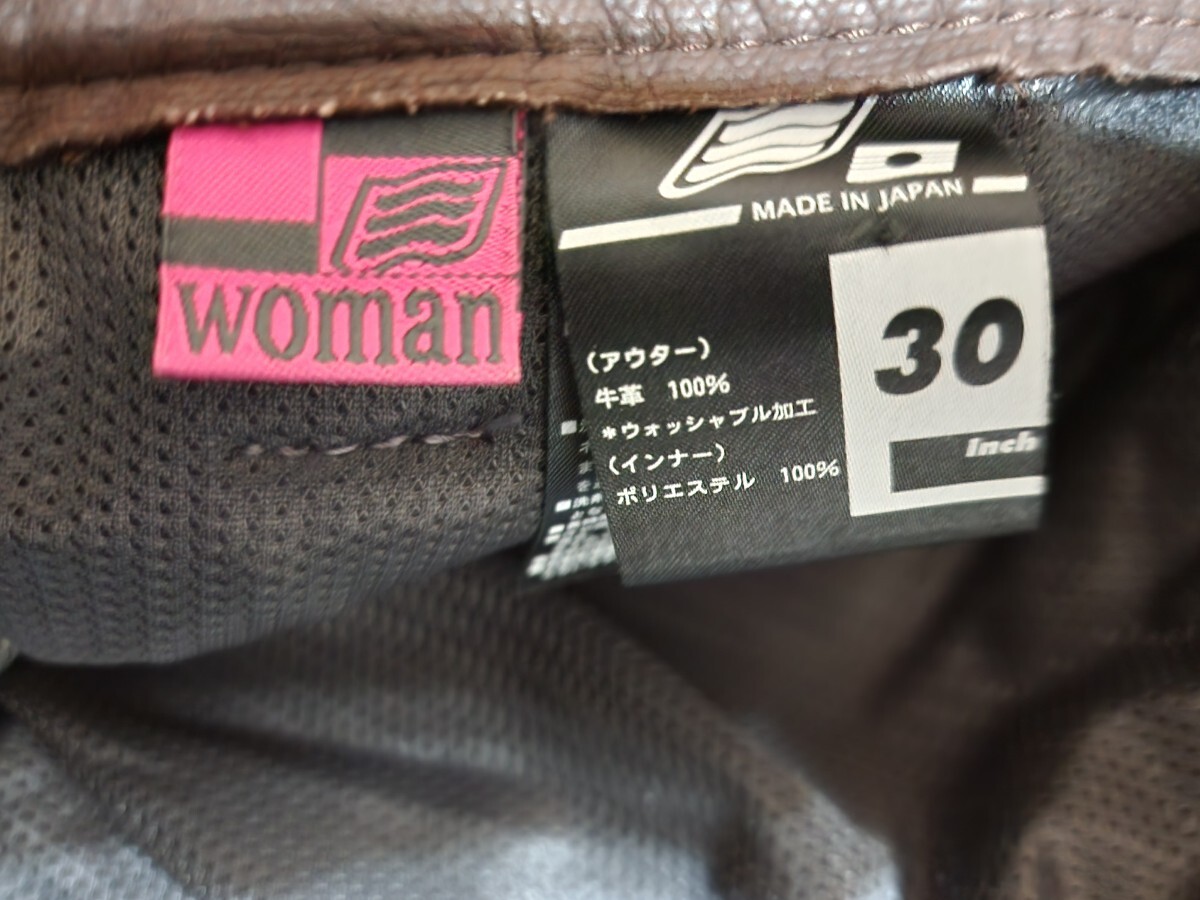 woman
MADE IN JAPAN
30
Inch
(アウター)
牛革 100%
*ウォッシャブル加工
(インナー)
ポリエステル 100%